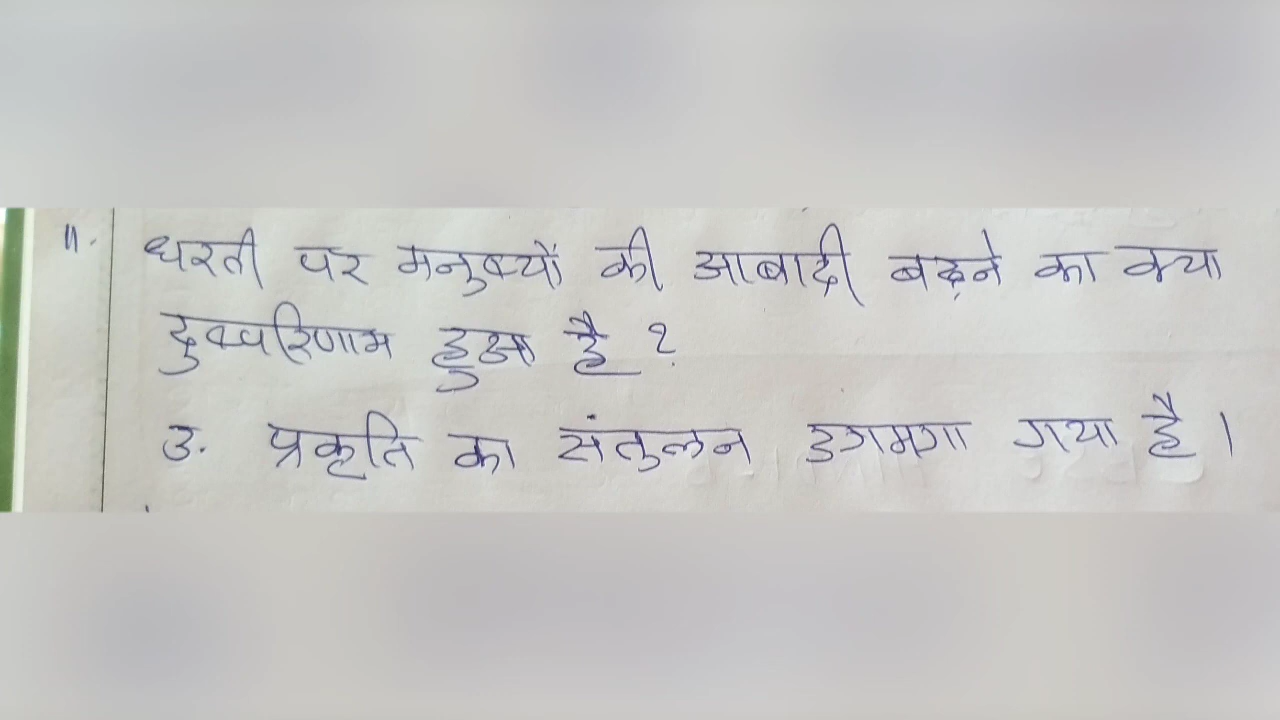 11. धरती पर मनुष्यों की आबादी बढ़ने का क्या
दुष्परिणाम हुआ है ?
उ. प्रकृति का संतुलन डगमगा गया है ।